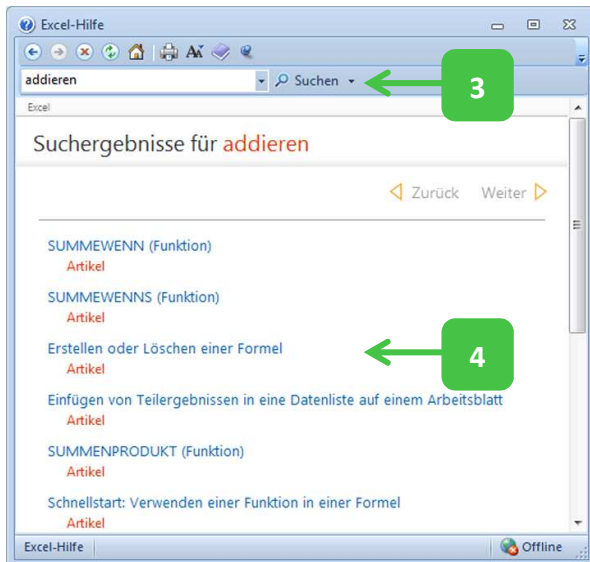 Excel-Hilfe
addieren
Suchen
3
Excel
Suchergebnisse für addieren
Zurück Weiter
SUMMEWENN (Funktion)
Artikel
SUMMEWENNS (Funktion)
Artikel
Erstellen oder Löschen einer Formel
Artikel
4
Einfügen von Teilergebnissen in eine Datenliste auf einem Arbeitsblatt
Artikel
SUMMENPRODUKT (Funktion)
Artikel
Schnellstart: Verwenden einer Funktion in einer Formel
Artikel
Excel-Hilfe Offline